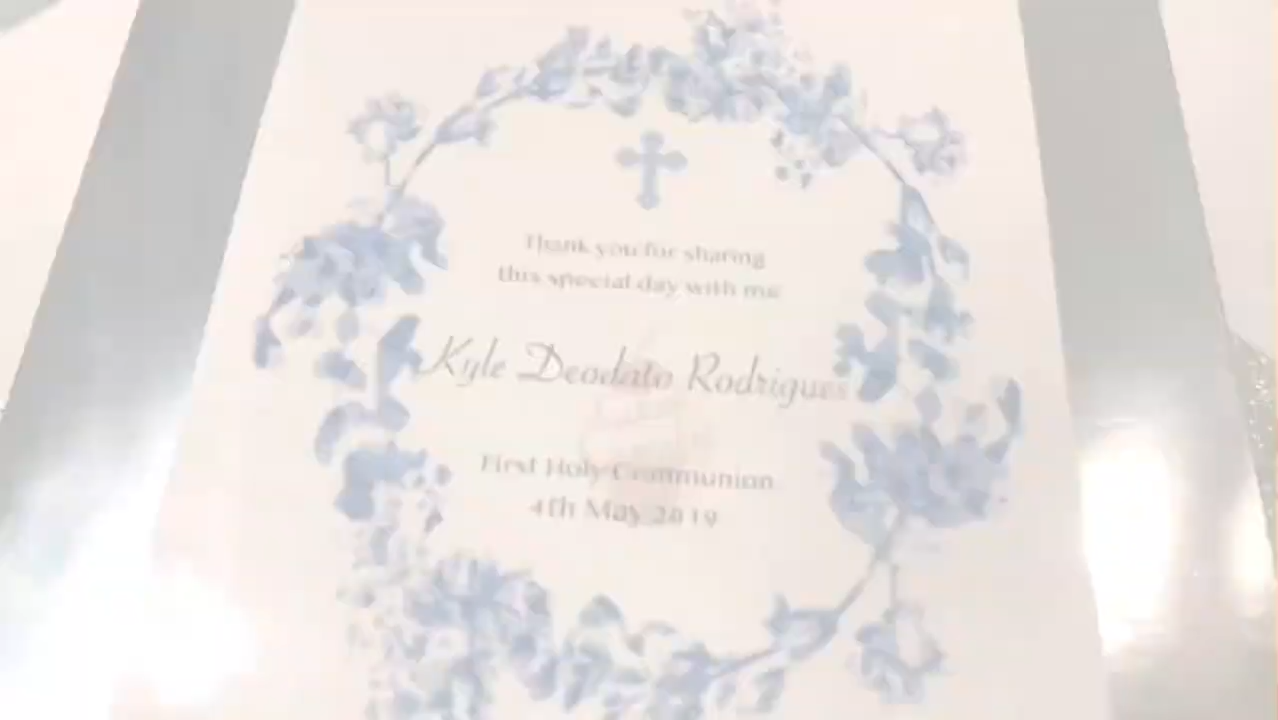 Thank you for sharing
this special day with me
Kyle Deodato Rodrigues
First Holy Communion
4th May 2019